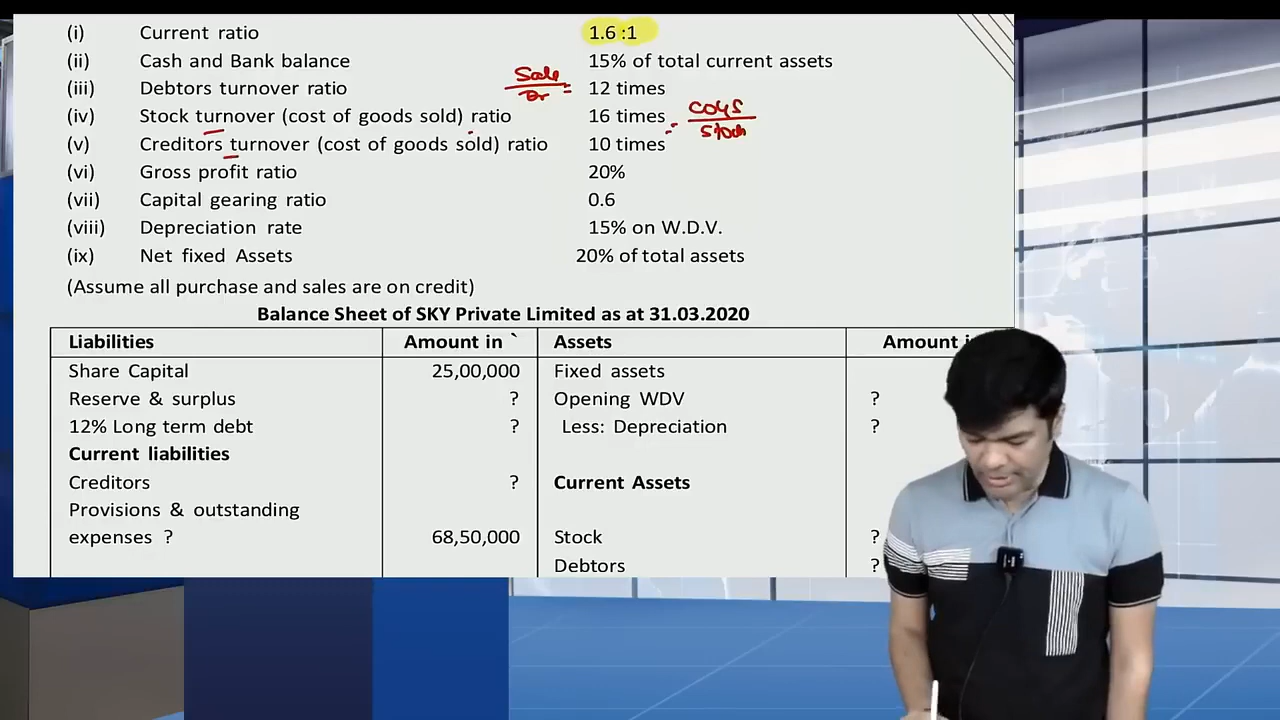 (i) Current ratio 1.6 :1
(ii) Cash and Bank balance 15% of total current assets
(iii) Debtors turnover ratio Sale / Dr = 12 times
(iv) Stock turnover (cost of goods sold) ratio 16 times = COGS / Stock
(v) Creditors turnover (cost of goods sold) ratio 10 times
(vi) Gross profit ratio 20%
(vii) Capital gearing ratio 0.6
(viii) Depreciation rate 15% on W.D.V.
(ix) Net fixed Assets 20% of total assets
(Assume all purchase and sales are on credit)
Balance Sheet of SKY Private Limited as at 31.03.2020
Liabilities Amount in ` Assets Amount
Share Capital 25,00,000 Fixed assets
Reserve & surplus ? Opening WDV ?
12% Long term debt ? Less: Depreciation ?
Current liabilities
Creditors ? Current Assets
Provisions & outstanding
expenses ? 68,50,000 Stock ?
Debtors ?